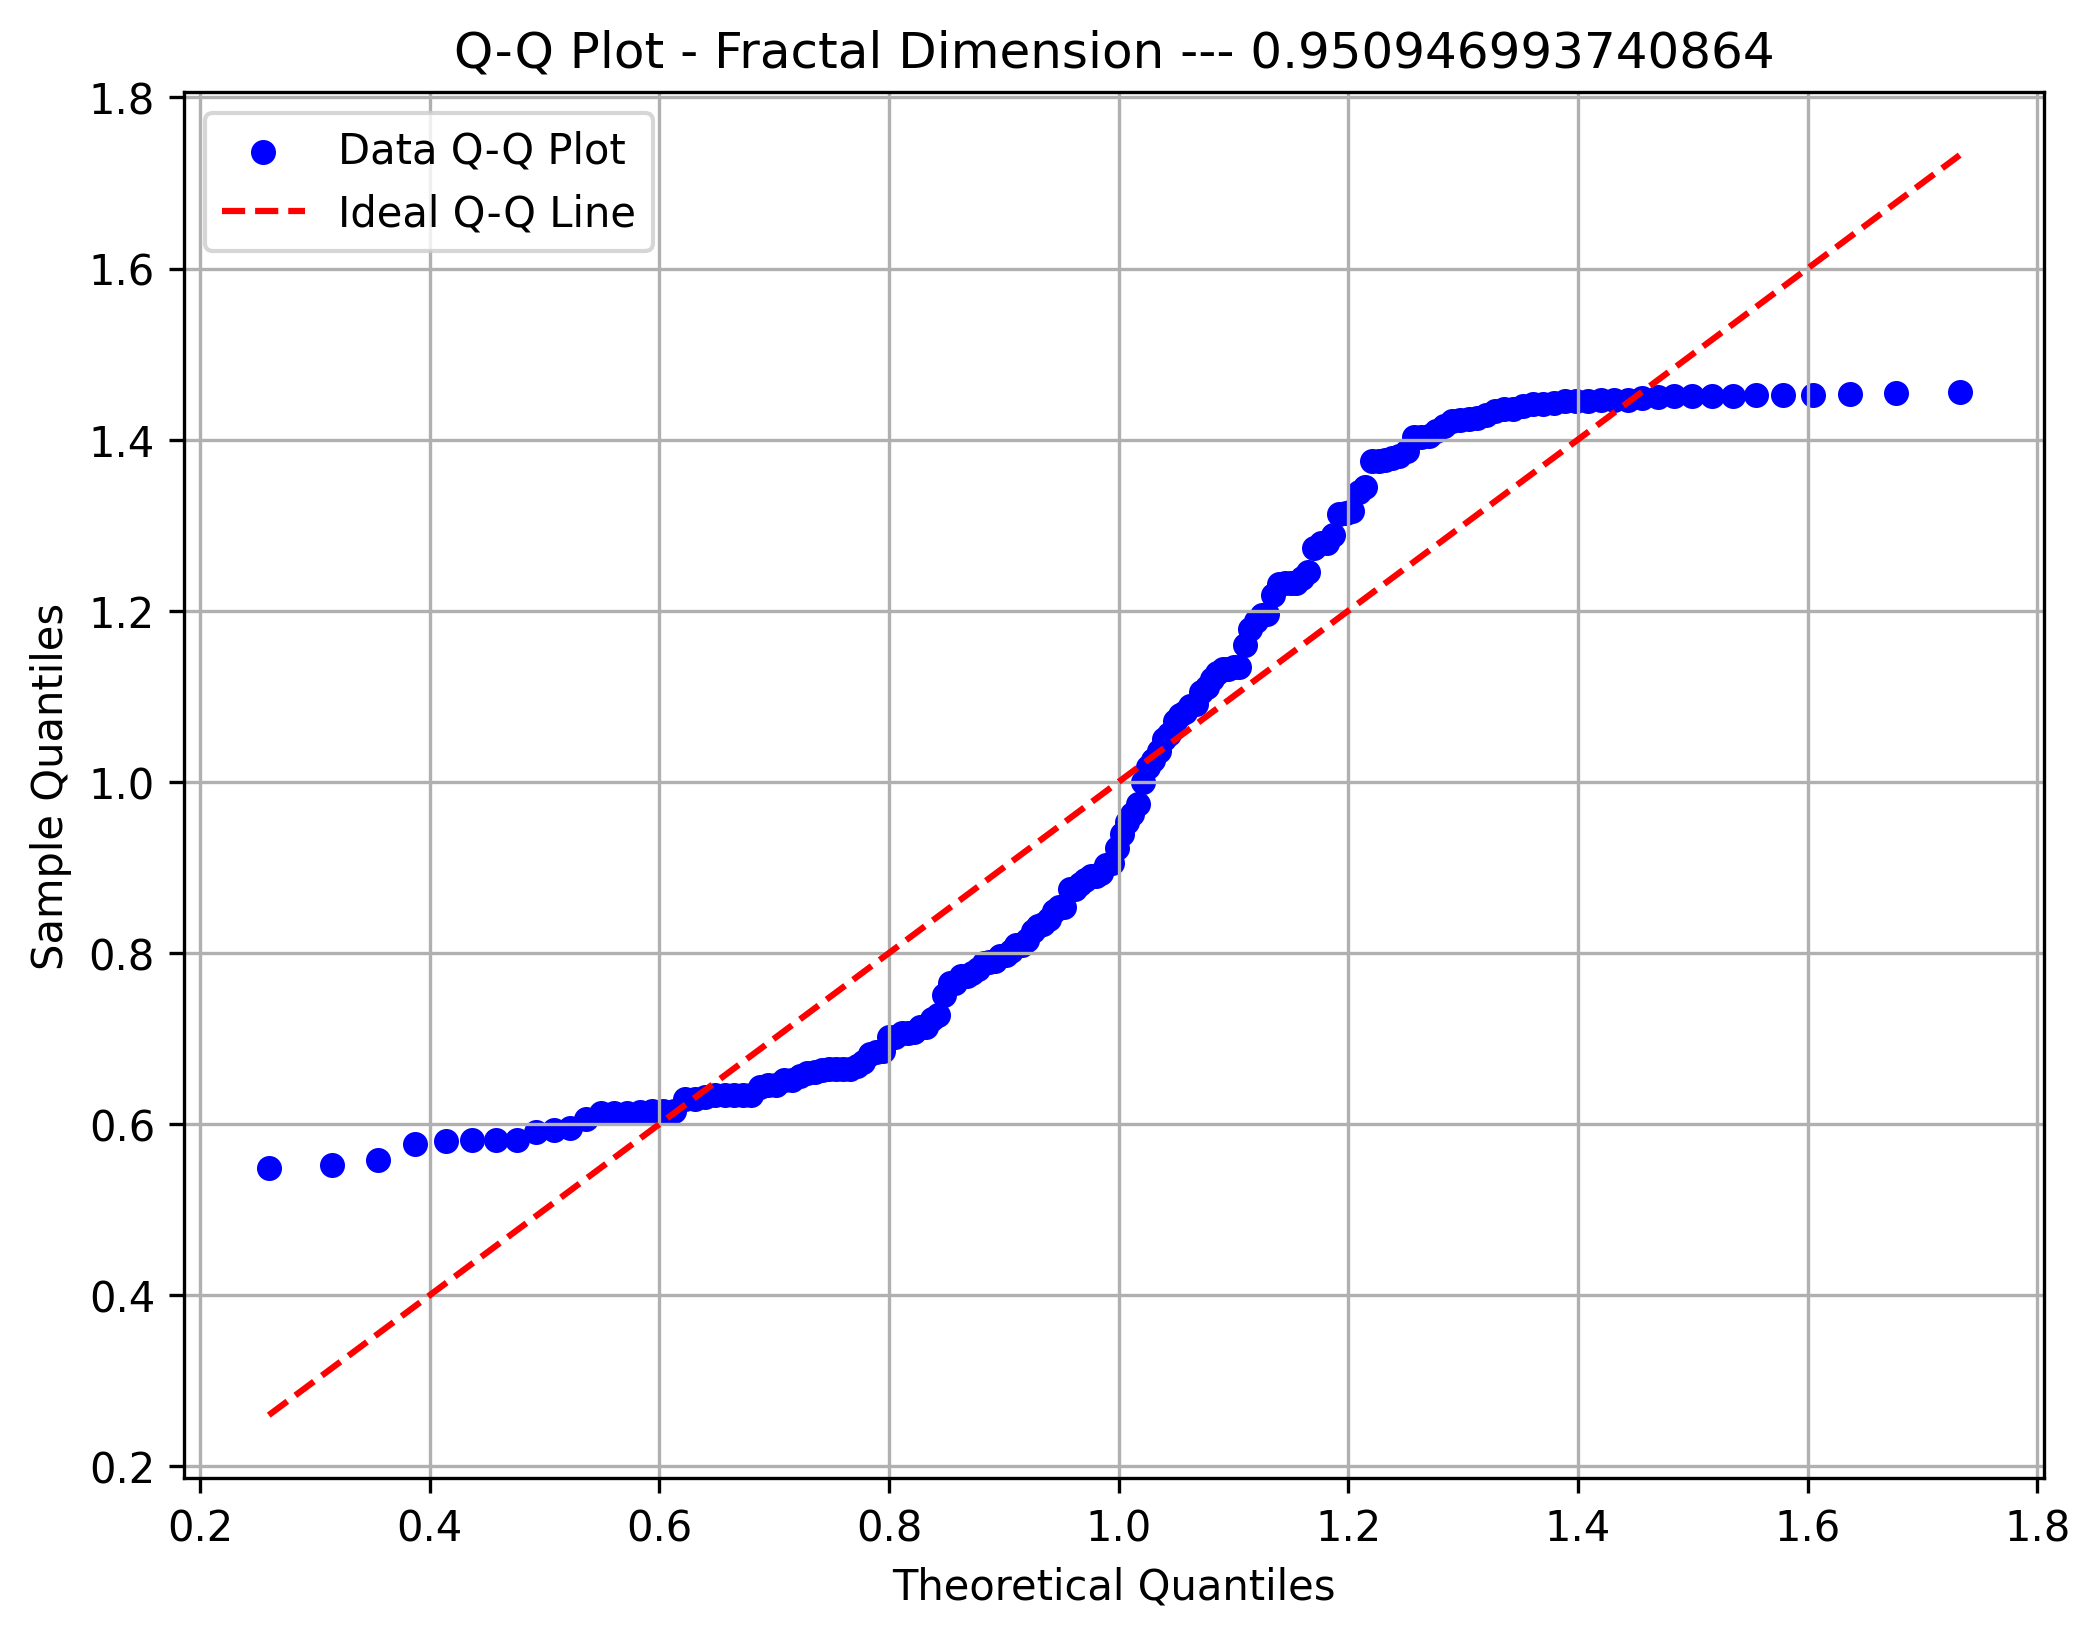 Q-Q Plot - Fractal Dimension --- 0.950946993740864
Data Q-Q Plot
Ideal Q-Q Line
1.8
1.6
1.4
1.2
1.0
0.8
0.6
0.4
0.2
Sample Quantiles
0.2 0.4 0.6 0.8 1.0 1.2 1.4 1.6 1.8
Theoretical Quantiles